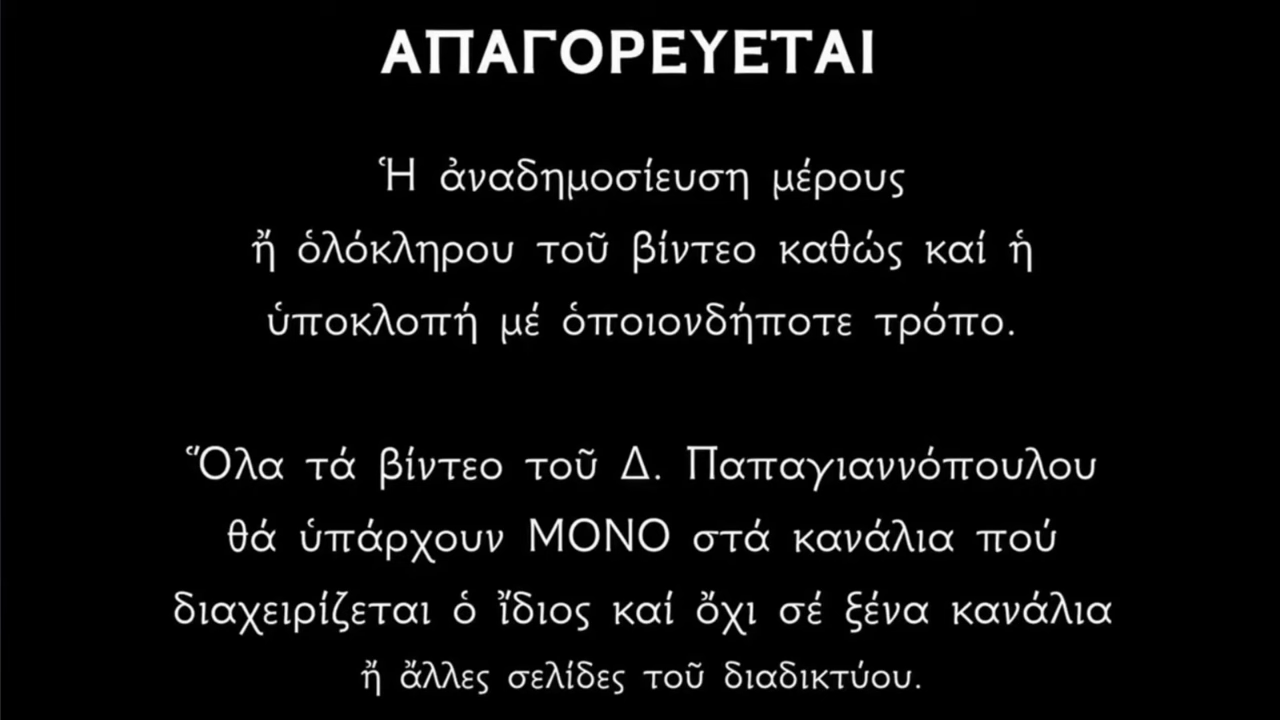 ΑΠΑΓΟΡΕΥΕΤΑΙ
Ἡ ἀναδημοσίευση μέρους
ἤ ὁλόκληρου τοῦ βίντεο καθώς καί ἡ
ὑποκλοπή μέ ὁποιονδήποτε τρόπο.
Ὅλα τά βίντεο τοῦ Δ. Παπαγιαννόπουλου
θά ὑπάρχουν ΜΟΝΟ στά κανάλια πού
διαχειρίζεται ὁ ἴδιος καί ὄχι σέ ξένα κανάλια
ἤ ἄλλες σελίδες τοῦ διαδικτύου.